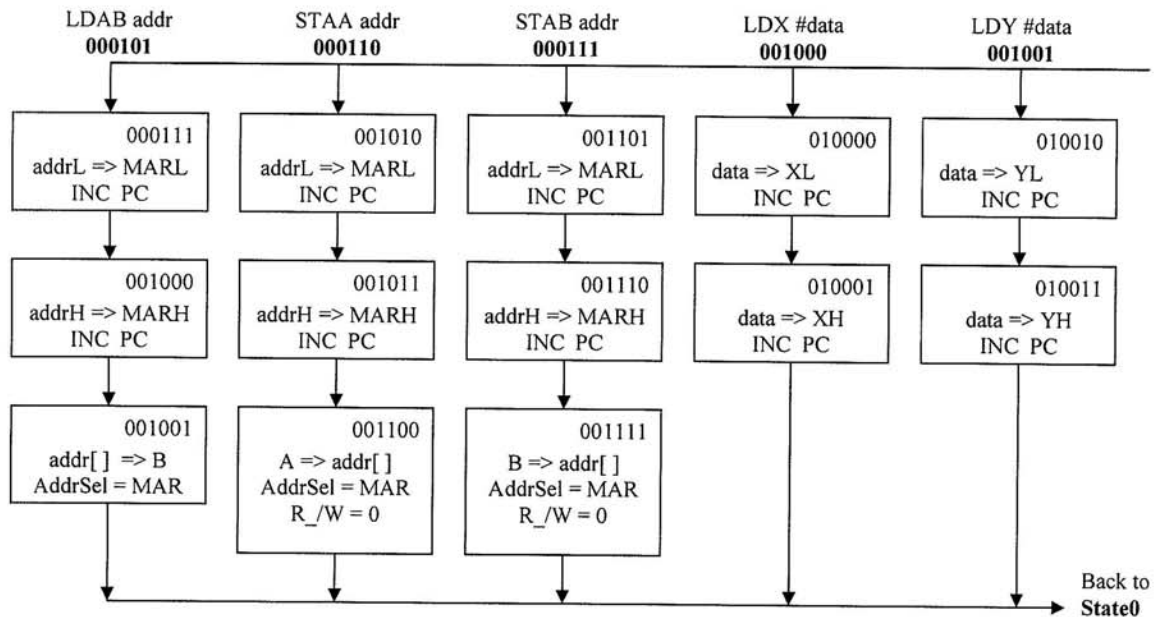 LDAB addr
000101
STAA addr
000110
STAB addr
000111
LDX #data
001000
LDY #data
001001
000111
addrL => MARL
INC PC
001010
addrL => MARL
INC PC
001101
addrL => MARL
INC PC
010000
data => XL
INC PC
010010
data => YL
INC PC
001000
addrH => MARH
INC PC
001011
addrH => MARH
INC PC
001110
addrH => MARH
INC PC
010001
data => XH
INC PC
010011
data => YH
INC PC
001001
addr[ ] => B
AddrSel = MAR
001100
A => addr[ ]
AddrSel = MAR
R_/W = 0
001111
B => addr[ ]
AddrSel = MAR
R_/W = 0
Back to
State0